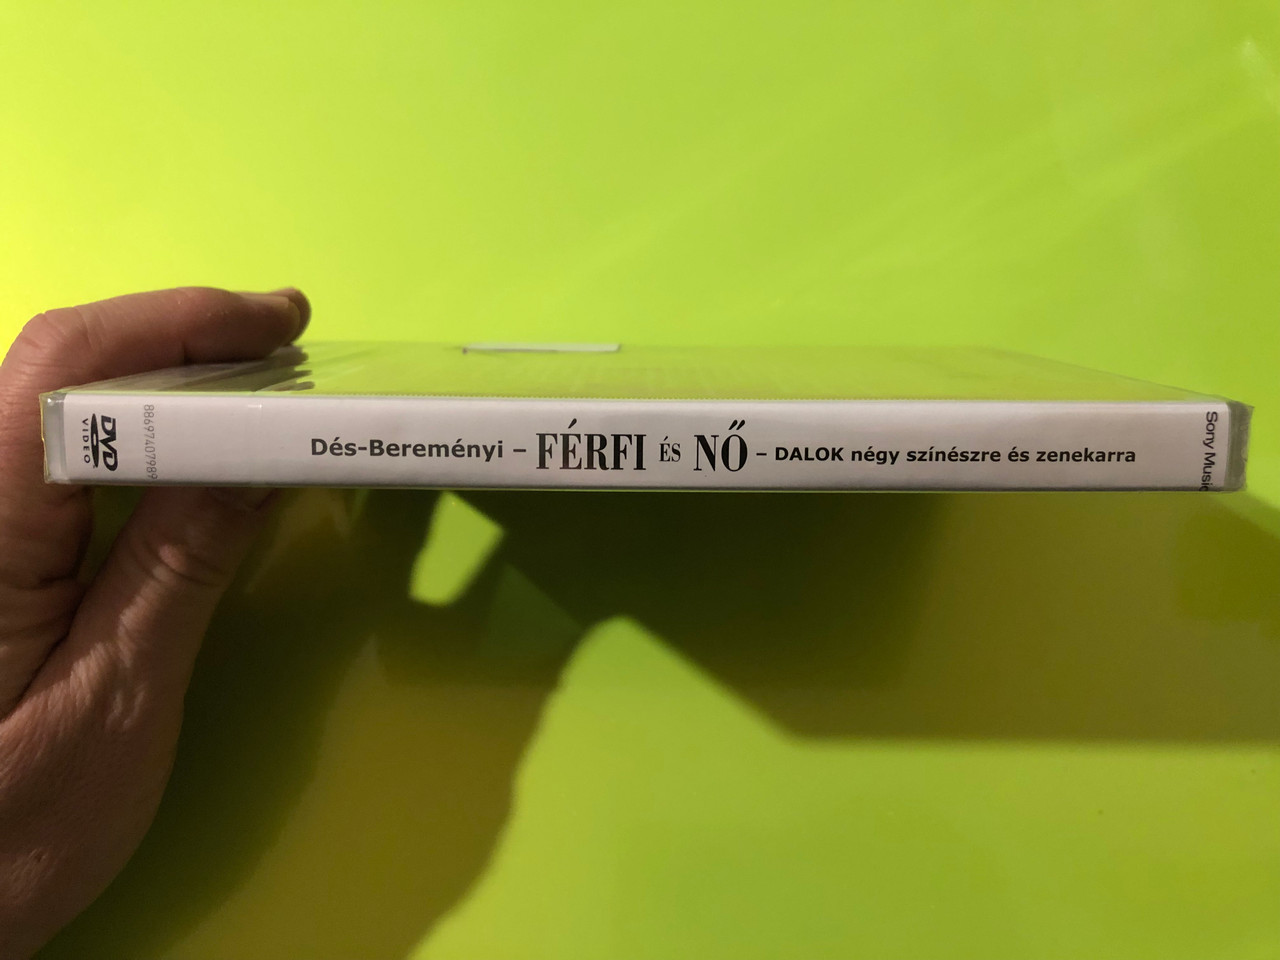 DVD
VIDEO
88697407989
Dés-Bereményi – FÉRFI ÉS NŐ – DALOK négy színészre és zenekarra
Sony Music